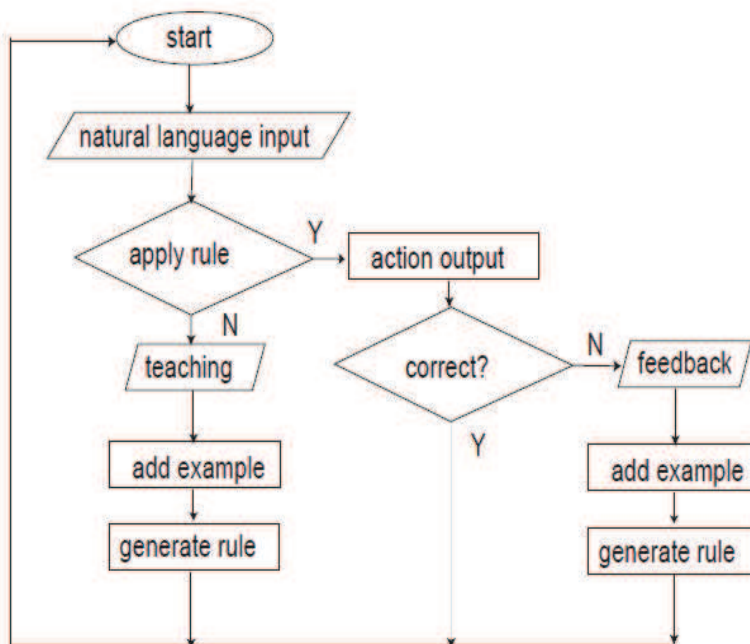 start
natural language input
apply rule
Y
action output
N
teaching
correct?
N
feedback
Y
add example
add example
generate rule
generate rule